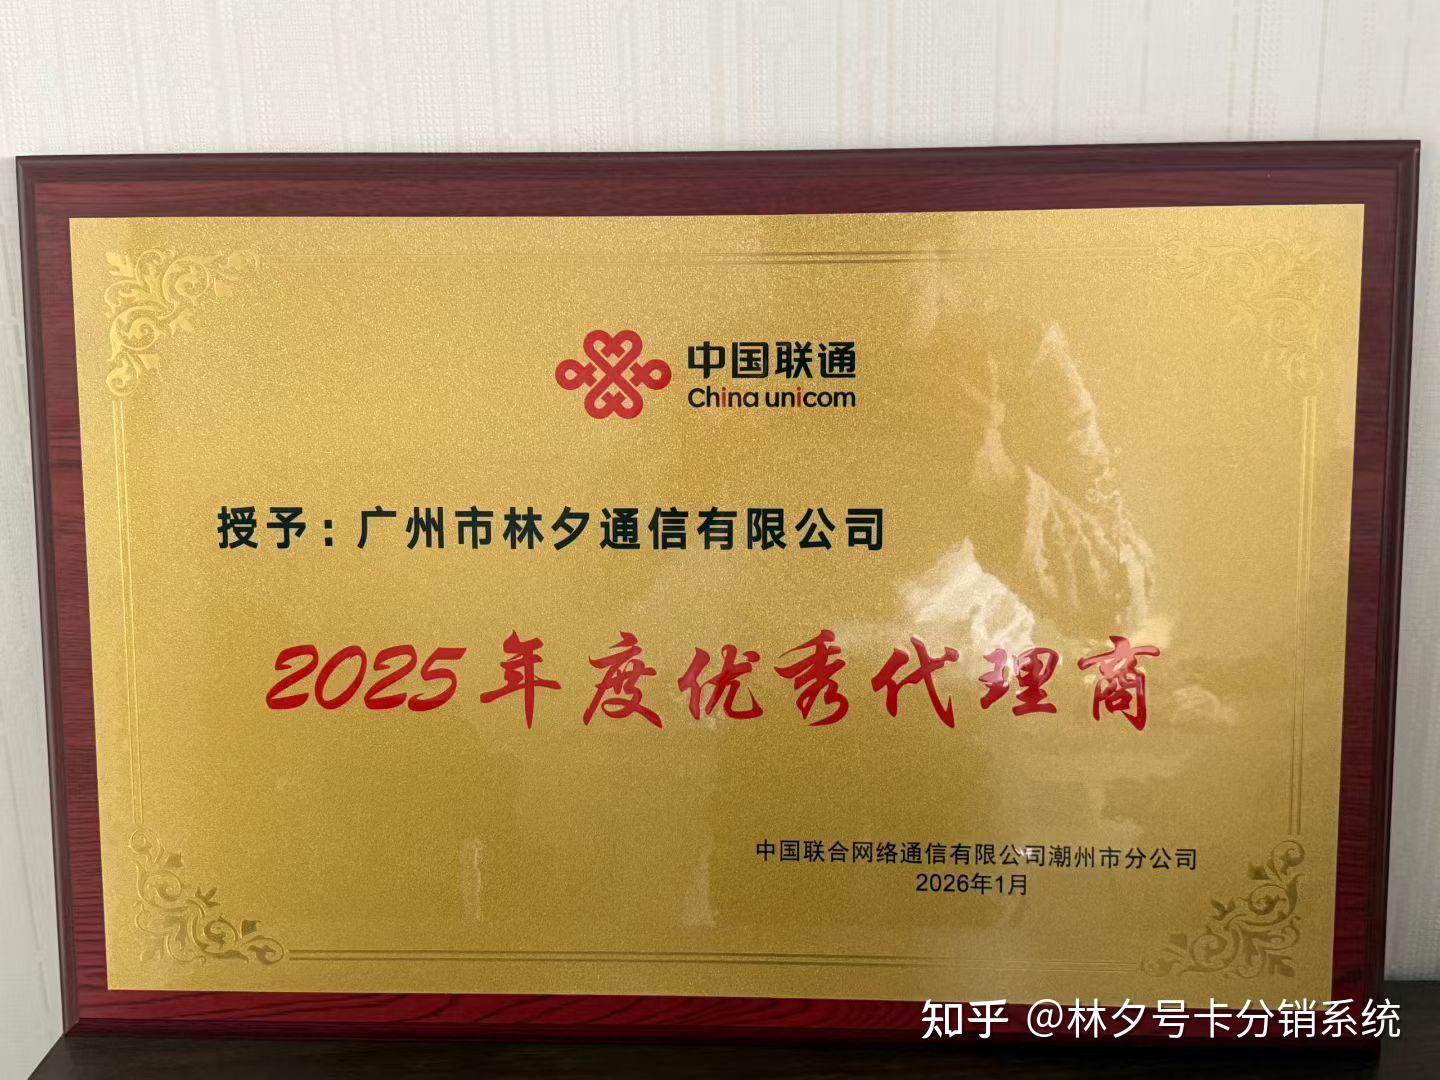 中国联通
China unicom
授予：广州市林夕通信有限公司
2025年度优秀代理商
中国联合网络通信有限公司潮州市分公司
2026年1月
知乎 @林夕号卡分销系统